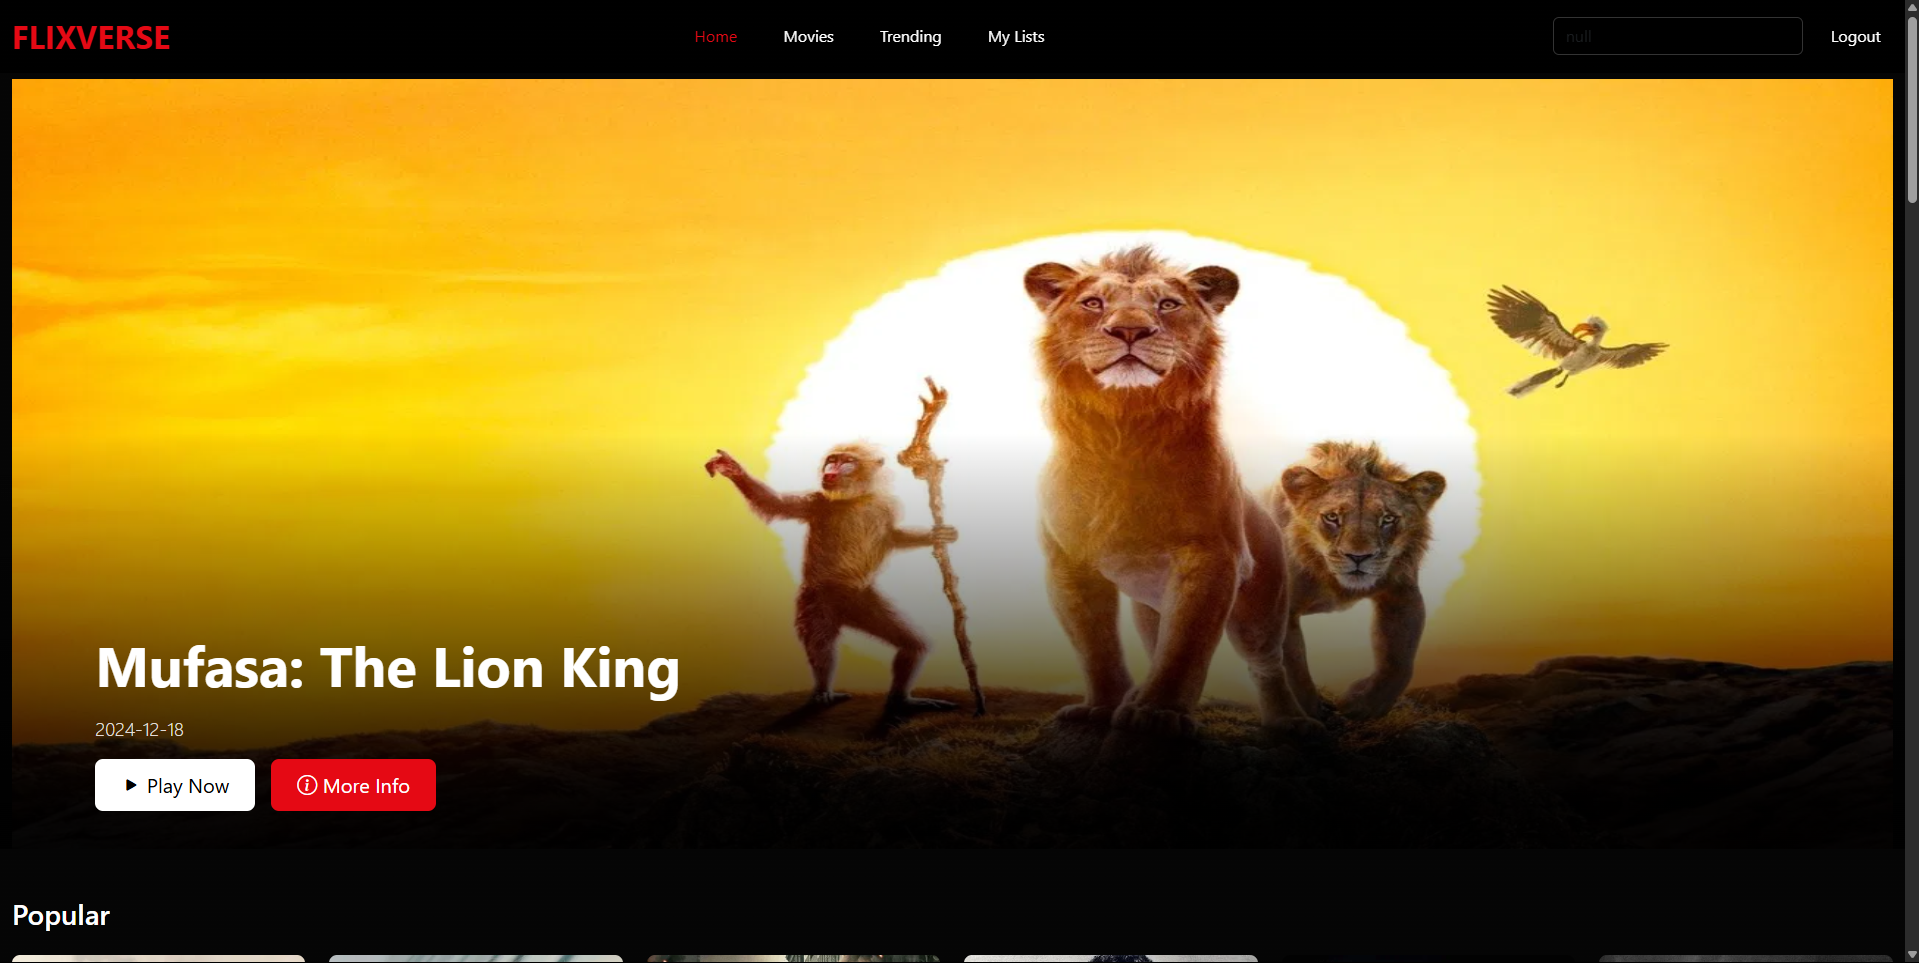 FLIXVERSE
Home Movies Trending My Lists
null
Logout
Mufasa: The Lion King
2024-12-18
Play Now
More Info
Popular